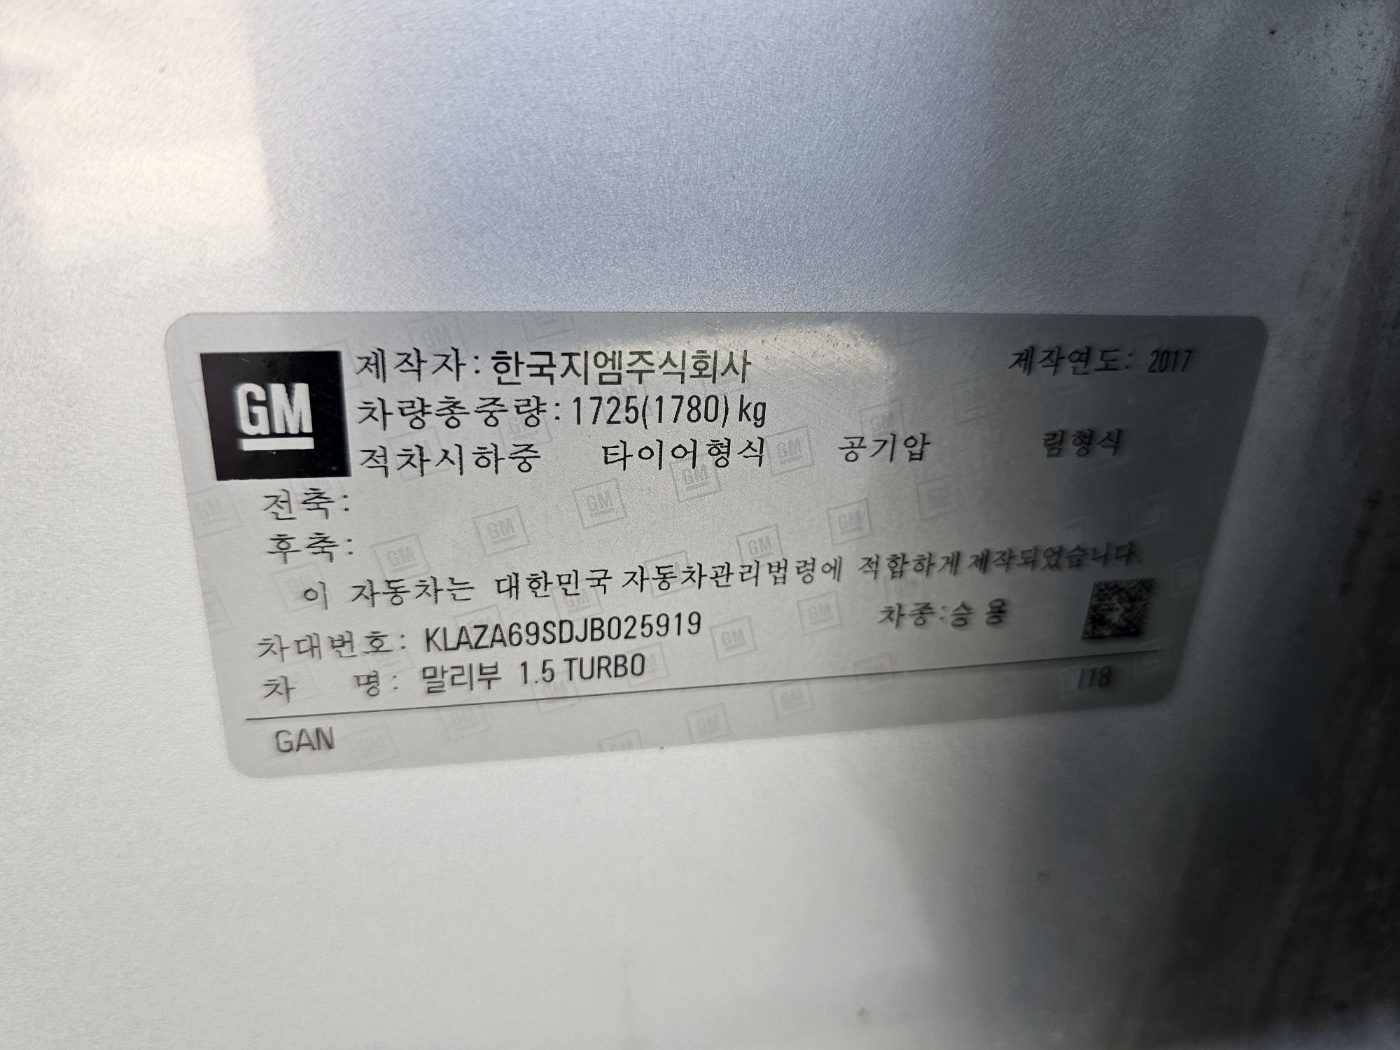 GM
제작자: 한국지엠주식회사 제작연도: 2017
차량총중량: 1725(1780) kg
적차시하중 타이어형식 공기압 림형식
전축:
후축:
이 자동차는 대한민국 자동차관리법령에 적합하게 제작되었습니다.
차대번호: KLAZA69SDJB025919 차종:승 용
차 명: 말리부 1.5 TURBO
GAN 118